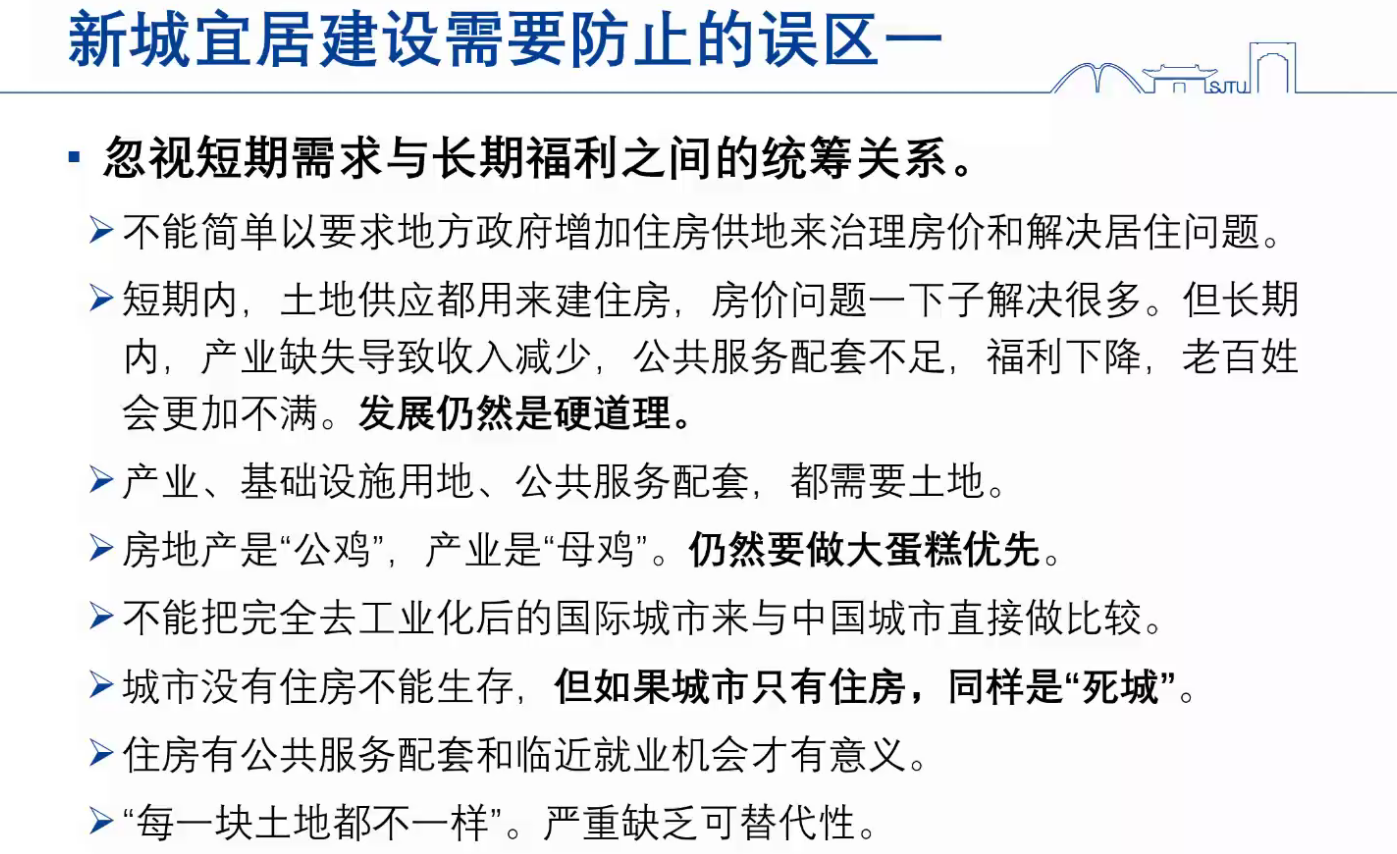 新城宜居建设需要防止的误区一
SJTU
▪ 忽视短期需求与长期福利之间的统筹关系。
➢不能简单以要求地方政府增加住房供地来治理房价和解决居住问题。
➢短期内，土地供应都用来建住房，房价问题一下子解决很多。但长期
内，产业缺失导致收入减少，公共服务配套不足，福利下降，老百姓
会更加不满。发展仍然是硬道理。
➢产业、基础设施用地、公共服务配套，都需要土地。
➢房地产是“公鸡”，产业是“母鸡”。仍然要做大蛋糕优先。
➢不能把完全去工业化后的国际城市来与中国城市直接做比较。
➢城市没有住房不能生存，但如果城市只有住房，同样是“死城”。
➢住房有公共服务配套和临近就业机会才有意义。
➢“每一块土地都不一样”。严重缺乏可替代性。